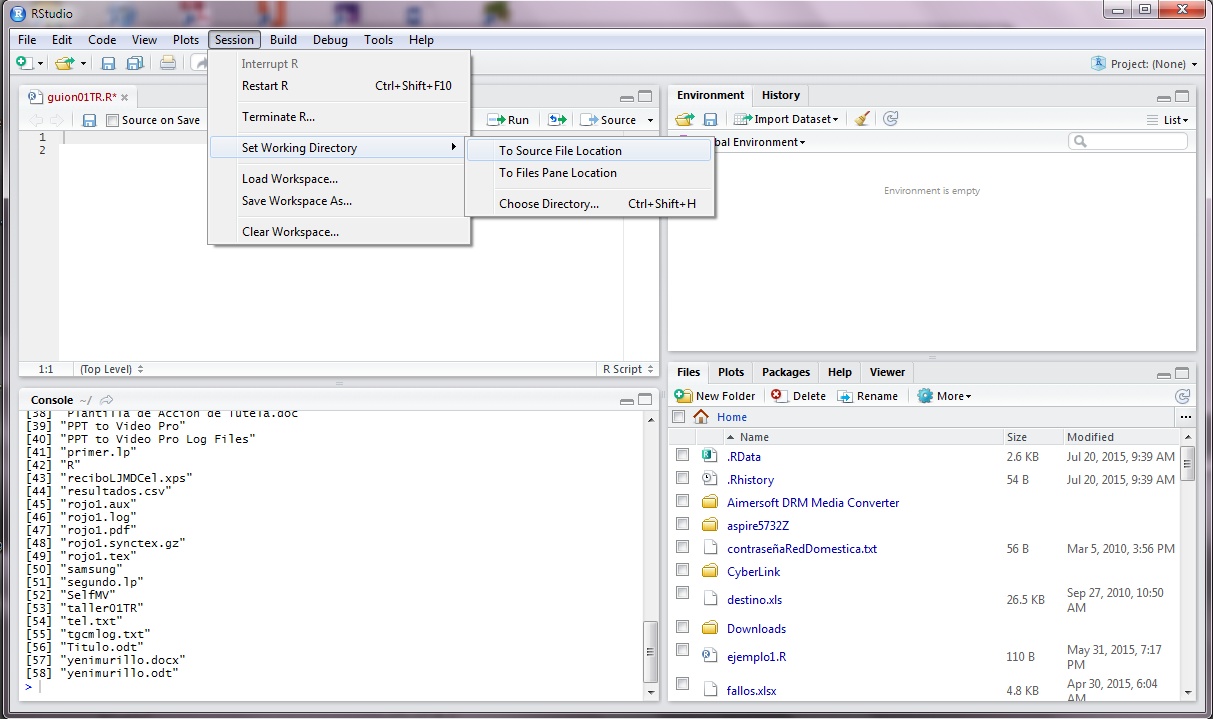 RStudio
File Edit Code View Plots Session Build Debug Tools Help
Project: (None)
Interrupt R
Restart R Ctrl+Shift+F10
Terminate R...
Set Working Directory
Load Workspace...
Save Workspace As...
Clear Workspace...
To Source File Location
To Files Pane Location
Choose Directory... Ctrl+Shift+H
guion01TR.R*
Source on Save Run Source
1
2
1:1 (Top Level) R Script
Console ~/
[38] "Plantilla de Accion de Tutela.doc
[39] "PPT to Video Pro"
[40] "PPT to Video Pro Log Files"
[41] "primer.lp"
[42] "R"
[43] "reciboLJMDCel.xps"
[44] "resultados.csv"
[45] "rojo1.aux"
[46] "rojo1.log"
[47] "rojo1.pdf"
[48] "rojo1.synctex.gz"
[49] "rojo1.tex"
[50] "samsung"
[51] "segundo.lp"
[52] "SelfMV"
[53] "taller01TR"
[54] "tel.txt"
[55] "tgcmlog.txt"
[56] "Titulo.odt"
[57] "yenimurillo.docx"
[58] "yenimurillo.odt"
>
Environment History
Import Dataset List
bal Environment
Environment is empty
Files Plots Packages Help Viewer
New Folder Delete Rename More
Home
Name Size Modified
.RData 2.6 KB Jul 20, 2015, 9:39 AM
.Rhistory 54 B Jul 20, 2015, 9:39 AM
Aimersoft DRM Media Converter
aspire5732Z
contraseñaRedDomestica.txt 56 B Mar 5, 2010, 3:56 PM
CyberLink
destino.xls 26.5 KB Sep 27, 2010, 10:50
AM
Downloads
ejemplo1.R 110 B May 31, 2015, 7:17
PM
fallos.xlsx 4.8 KB Apr 30, 2015, 6:04
AM